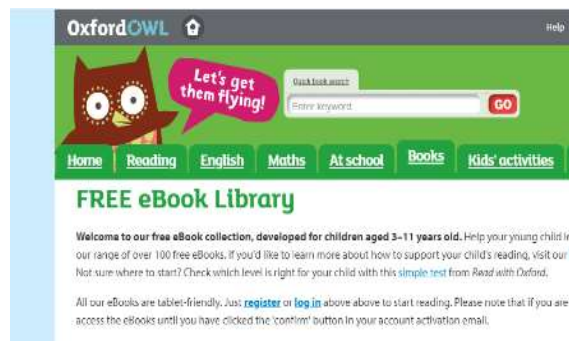 OxfordOWL
Help
Let's get
them flying!
Quick book search
Enter keyword
GO
Home Reading English Maths At school Books Kids' activities
FREE eBook Library
Welcome to our free eBook collection, developed for children aged 3–11 years old. Help your young child
our range of over 100 free eBooks. If you'd like to learn more about how to support your child's reading, visit our
Not sure where to start? Check which level is right for your child with this simple test from Read with Oxford.
All our eBooks are tablet-friendly. Just register or log in above above to start reading. Please note that if you are
access the eBooks until you have clicked the 'confirm' button in your account activation email.